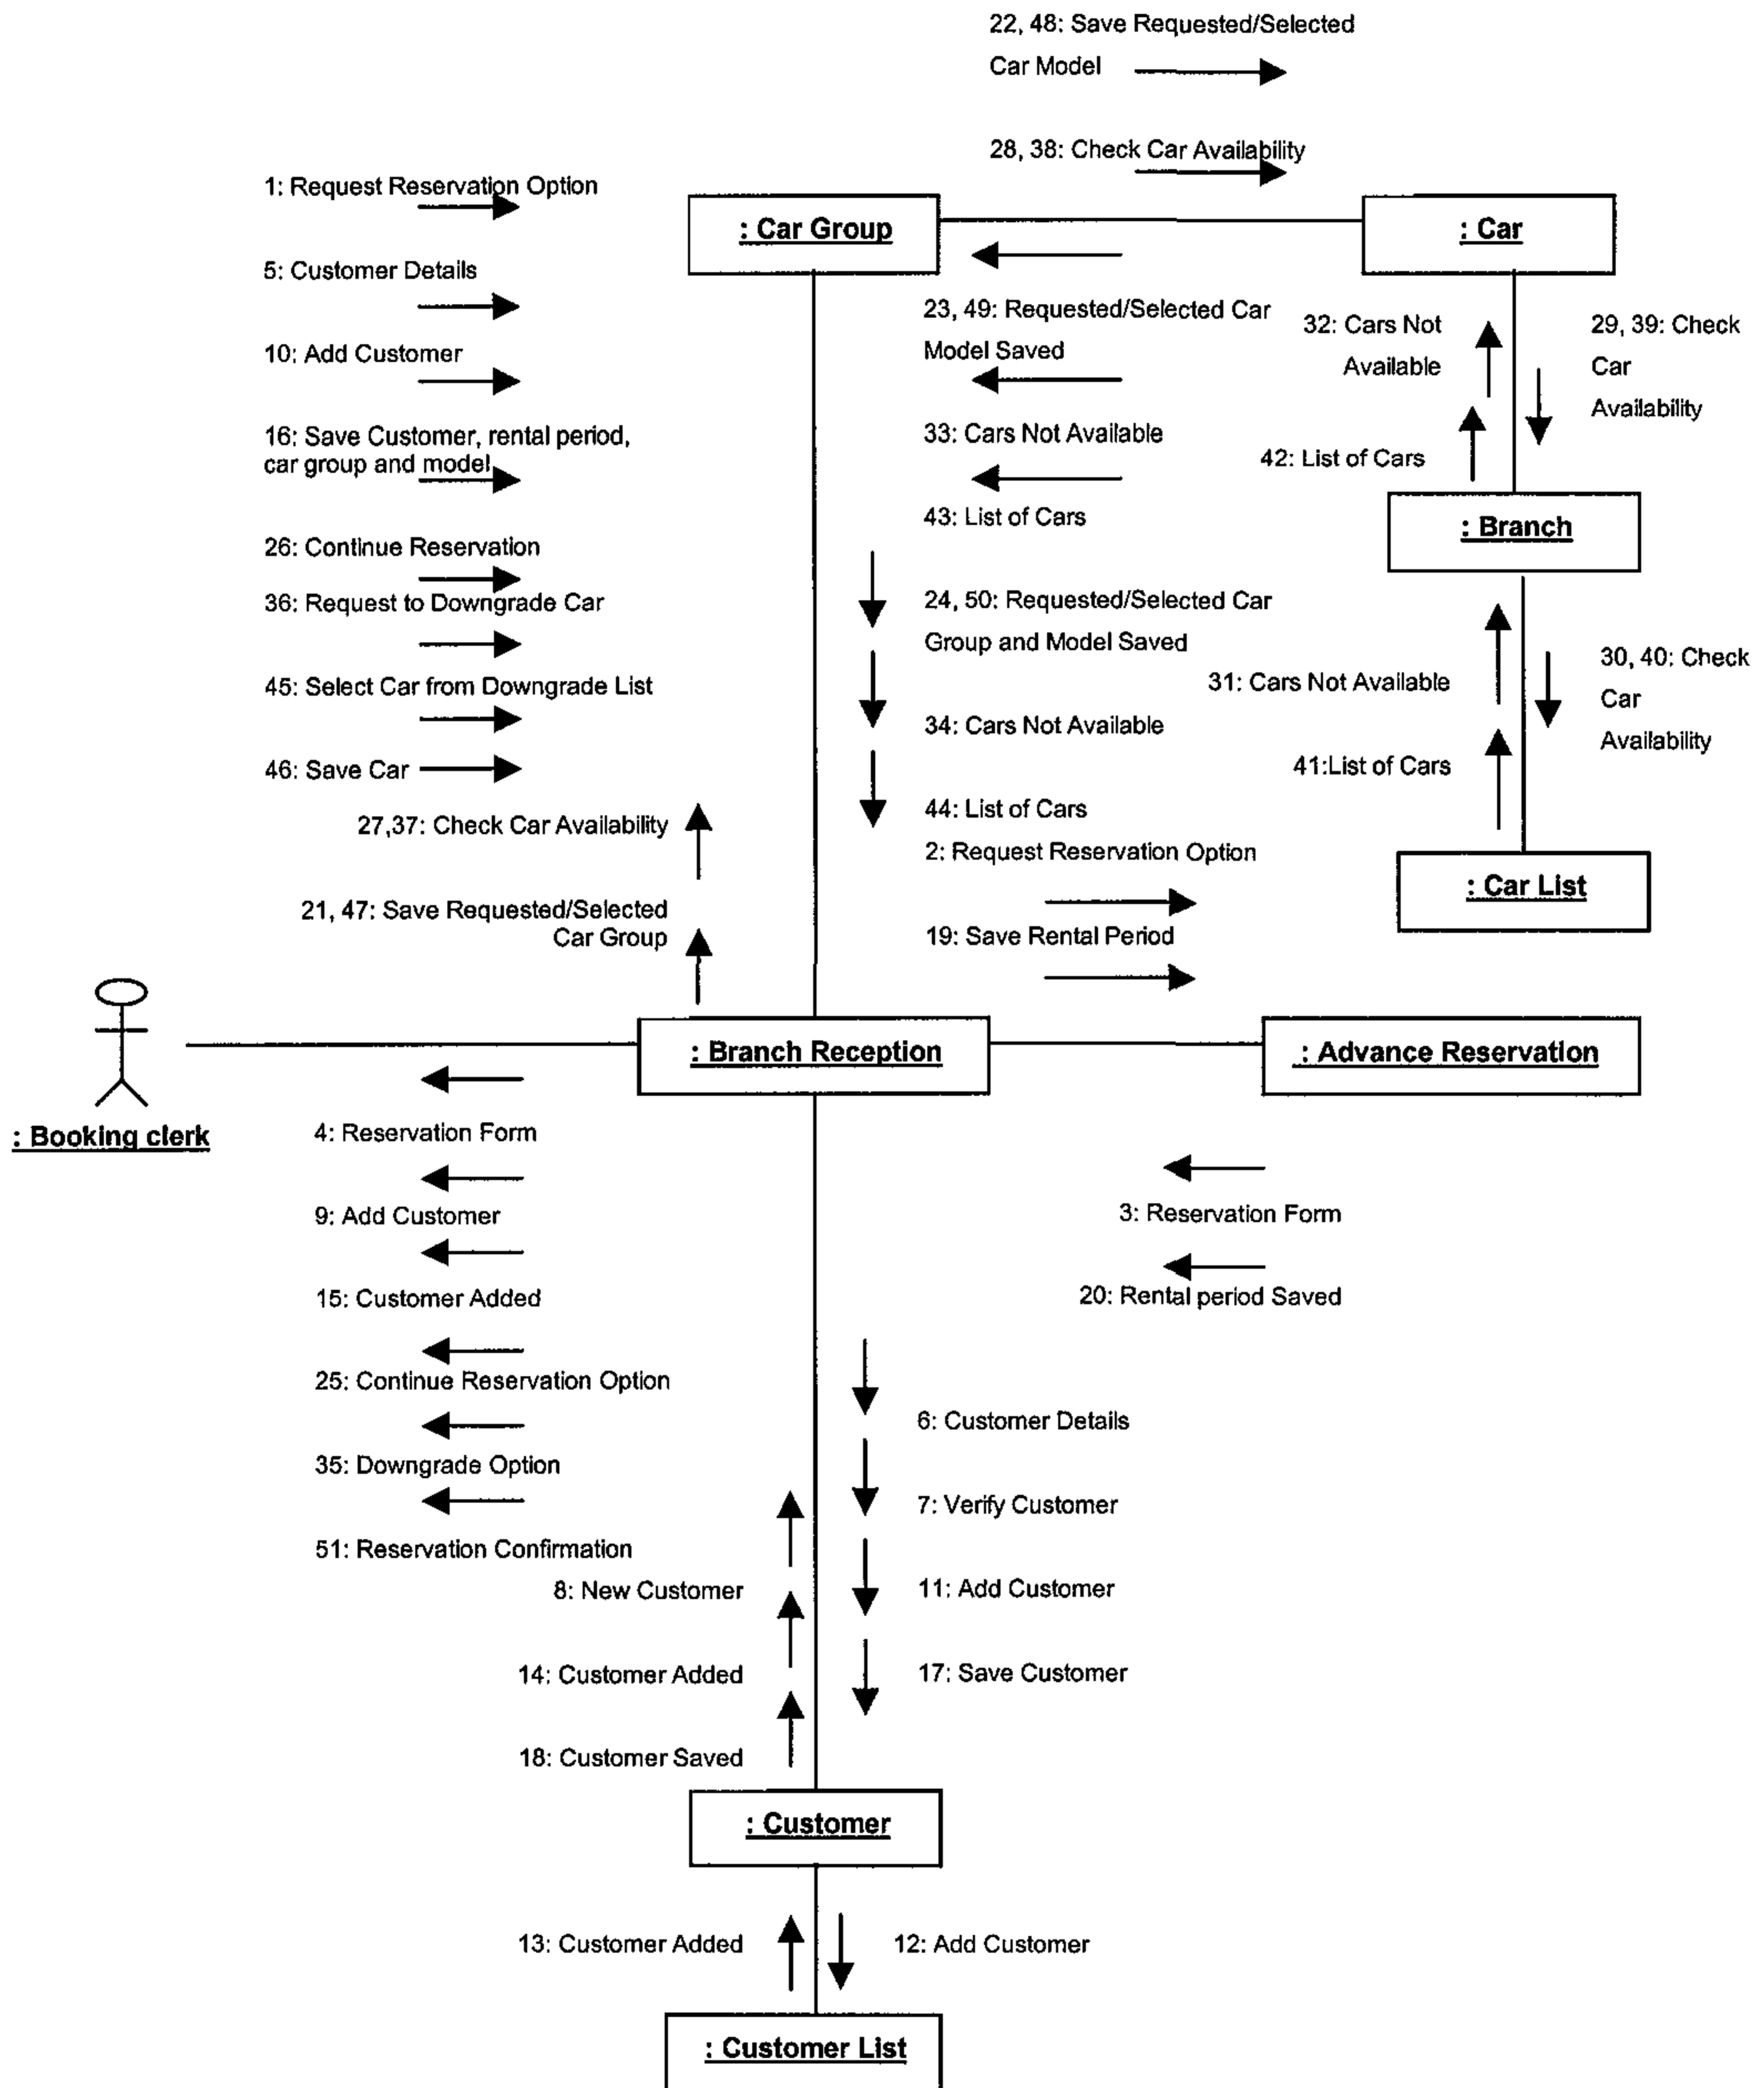 22, 48: Save Requested/Selected
Car Model
28, 38: Check Car Availability
1: Request Reservation Option
: Car Group
: Car
5: Customer Details
23, 49: Requested/Selected Car
Model Saved
32: Cars Not
Available
29, 39: Check
Car
Availability
10: Add Customer
16: Save Customer, rental period,
car group and model
33: Cars Not Available
42: List of Cars
43: List of Cars
: Branch
26: Continue Reservation
36: Request to Downgrade Car
24, 50: Requested/Selected Car
Group and Model Saved
30, 40: Check
Car
Availability
31: Cars Not Available
45: Select Car from Downgrade List
34: Cars Not Available
41:List of Cars
46: Save Car
44: List of Cars
27,37: Check Car Availability
2: Request Reservation Option
: Car List
21, 47: Save Requested/Selected
Car Group
19: Save Rental Period
: Branch Reception
: Advance Reservation
: Booking clerk
4: Reservation Form
9: Add Customer
3: Reservation Form
15: Customer Added
20: Rental period Saved
25: Continue Reservation Option
6: Customer Details
35: Downgrade Option
7: Verify Customer
51: Reservation Confirmation
8: New Customer
11: Add Customer
14: Customer Added
17: Save Customer
18: Customer Saved
: Customer
13: Customer Added
12: Add Customer
: Customer List